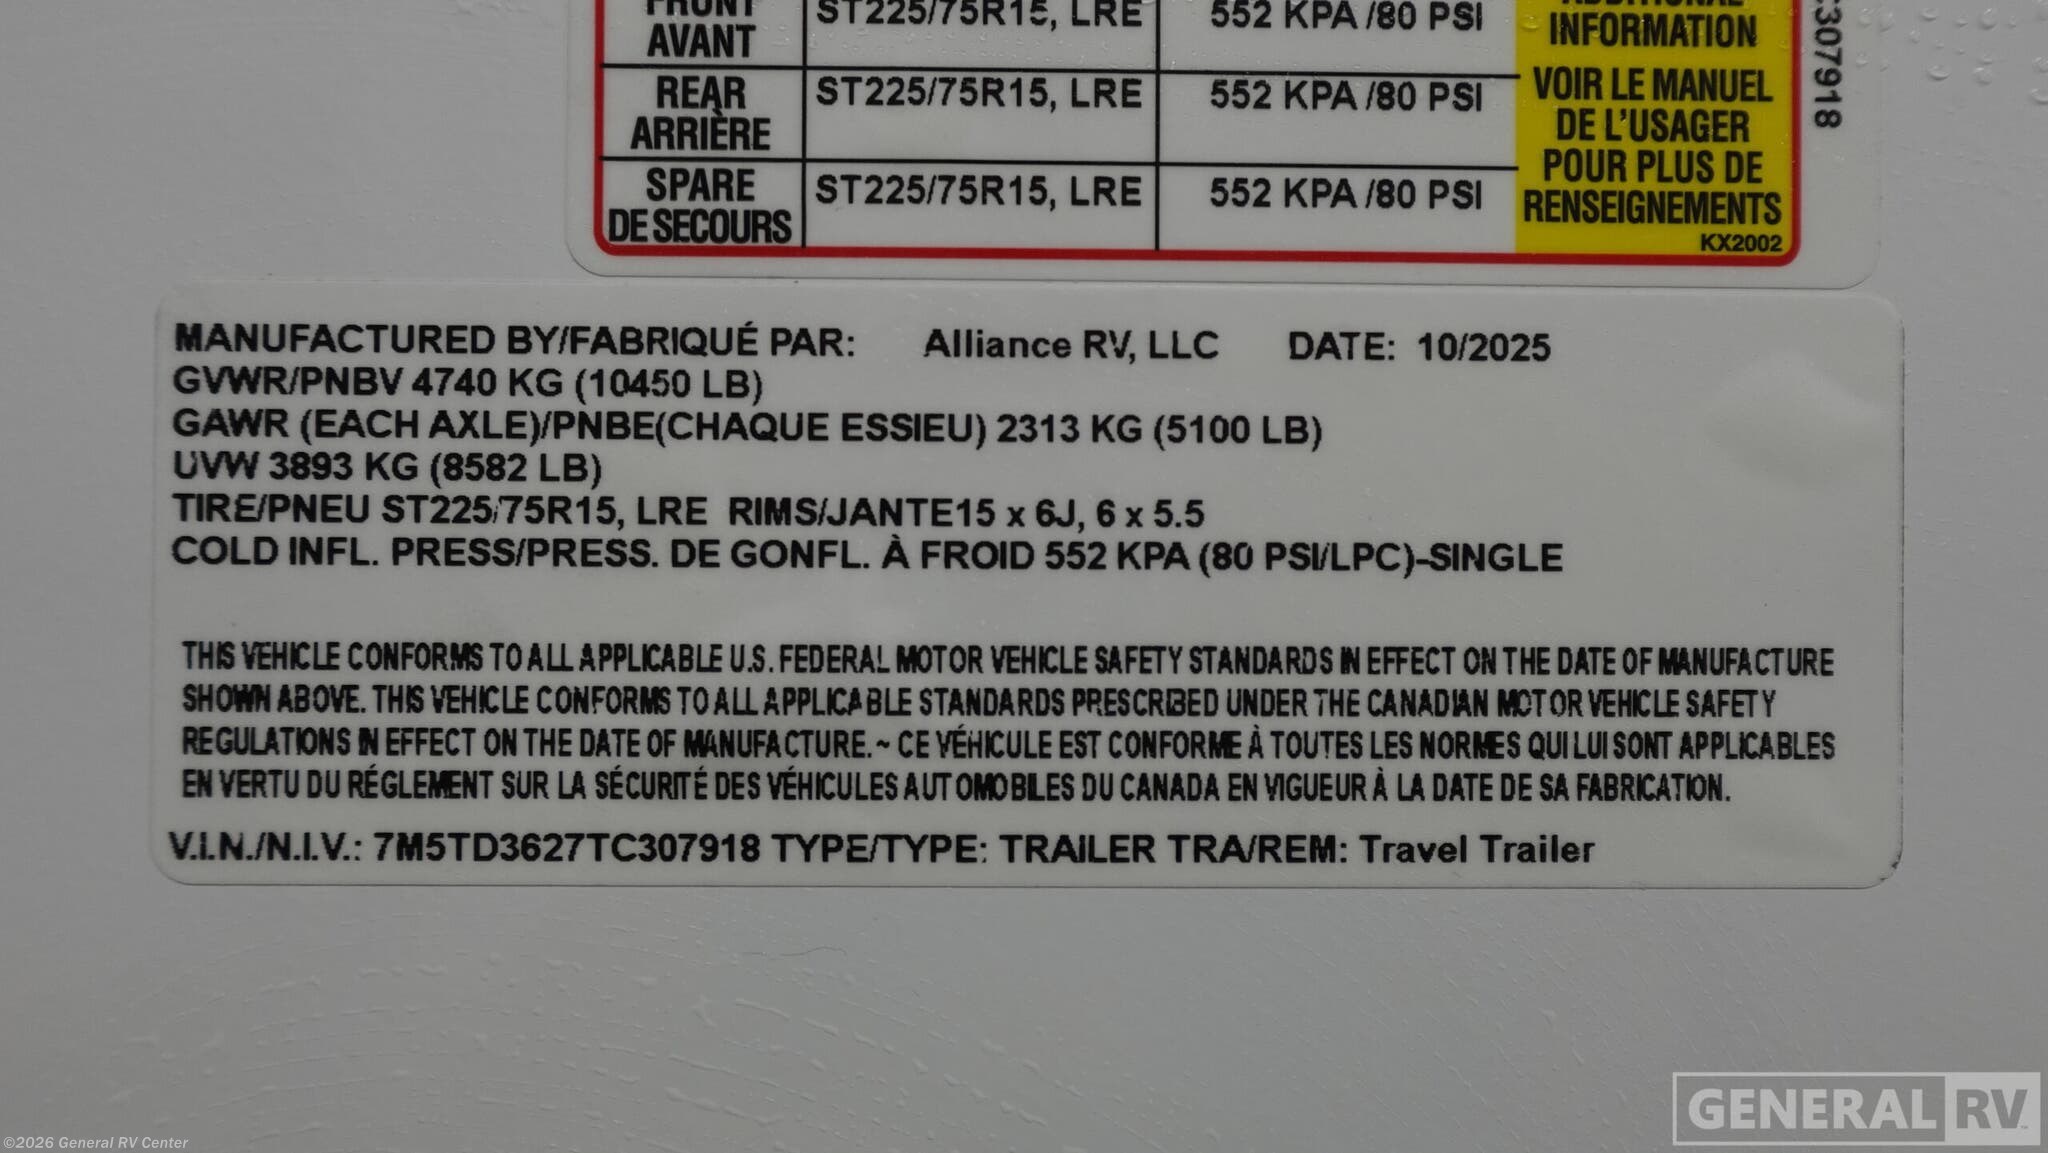 FRONT ST225/75R15, LRE 552 KPA /80 PSI ADDITIONAL
AVANT INFORMATION
REAR ST225/75R15, LRE 552 KPA /80 PSI VOIR LE MANUEL
ARRIÈRE DE L'USAGER
SPARE ST225/75R15, LRE 552 KPA /80 PSI POUR PLUS DE
DE SECOURS RENSEIGNEMENTS
KX2002
C307918
MANUFACTURED BY/FABRIQUÉ PAR: Alliance RV, LLC DATE: 10/2025
GVWR/PNBV 4740 KG (10450 LB)
GAWR (EACH AXLE)/PNBE(CHAQUE ESSIEU) 2313 KG (5100 LB)
UVW 3893 KG (8582 LB)
TIRE/PNEU ST225/75R15, LRE RIMS/JANTE15 x 6J, 6 x 5.5
COLD INFL. PRESS/PRESS. DE GONFL. À FROID 552 KPA (80 PSI/LPC)-SINGLE
THIS VEHICLE CONFORMS TO ALL APPLICABLE U.S. FEDERAL MOTOR VEHICLE SAFETY STANDARDS IN EFFECT ON THE DATE OF MANUFACTURE
SHOWN ABOVE. THIS VEHICLE CONFORMS TO ALL APPLICABLE STANDARDS PRESCRIBED UNDER THE CANADIAN MOTOR VEHICLE SAFETY
REGULATIONS IN EFFECT ON THE DATE OF MANUFACTURE. ~ CE VÉHICULE EST CONFORME À TOUTES LES NORMES QUI LUI SONT APPLICABLES
EN VERTU DU RÉGLEMENT SUR LA SÉCURITÉ DES VÉHICULES AUTOMOBILES DU CANADA EN VIGUEUR À LA DATE DE SA FABRICATION.
V.I.N./N.I.V.: 7M5TD3627TC307918 TYPE/TYPE: TRAILER TRA/REM: Travel Trailer
GENERAL RV
©2026 General RV Center